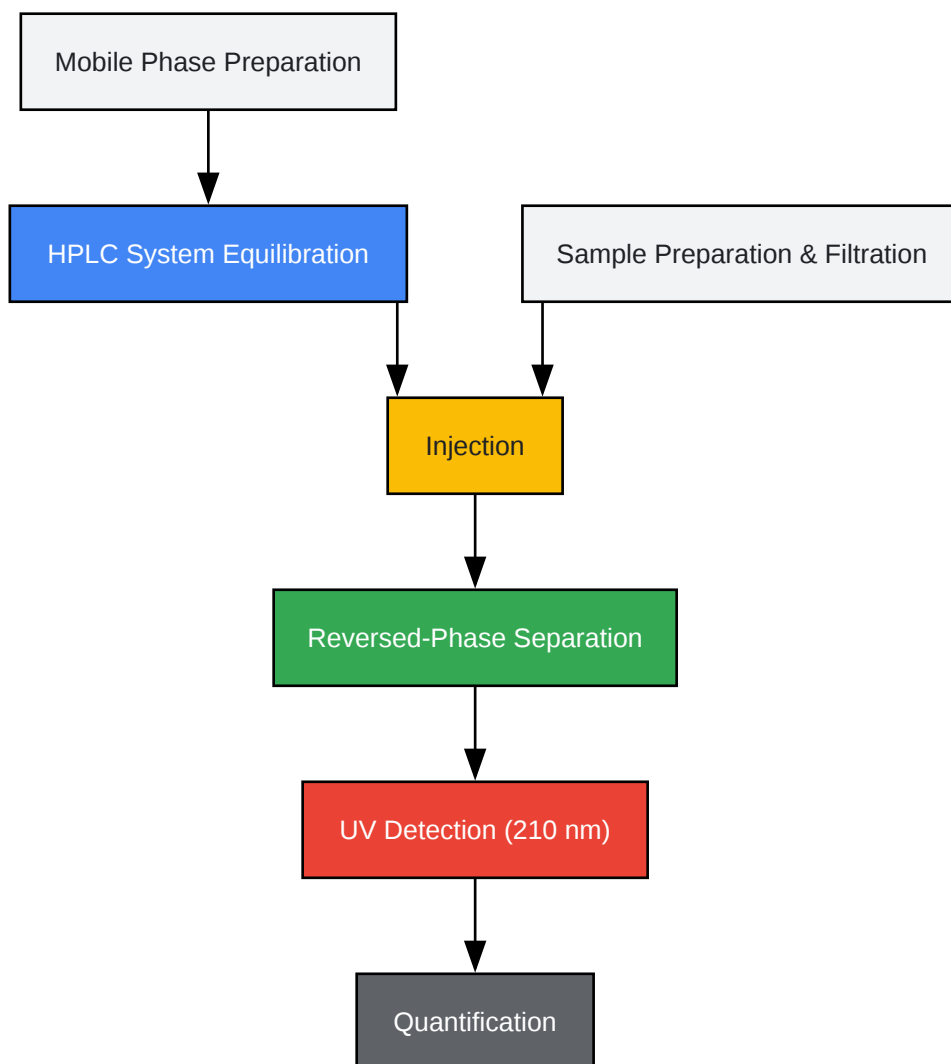 Mobile Phase Preparation
HPLC System Equilibration
Sample Preparation & Filtration
Injection
Reversed-Phase Separation
UV Detection (210 nm)
Quantification